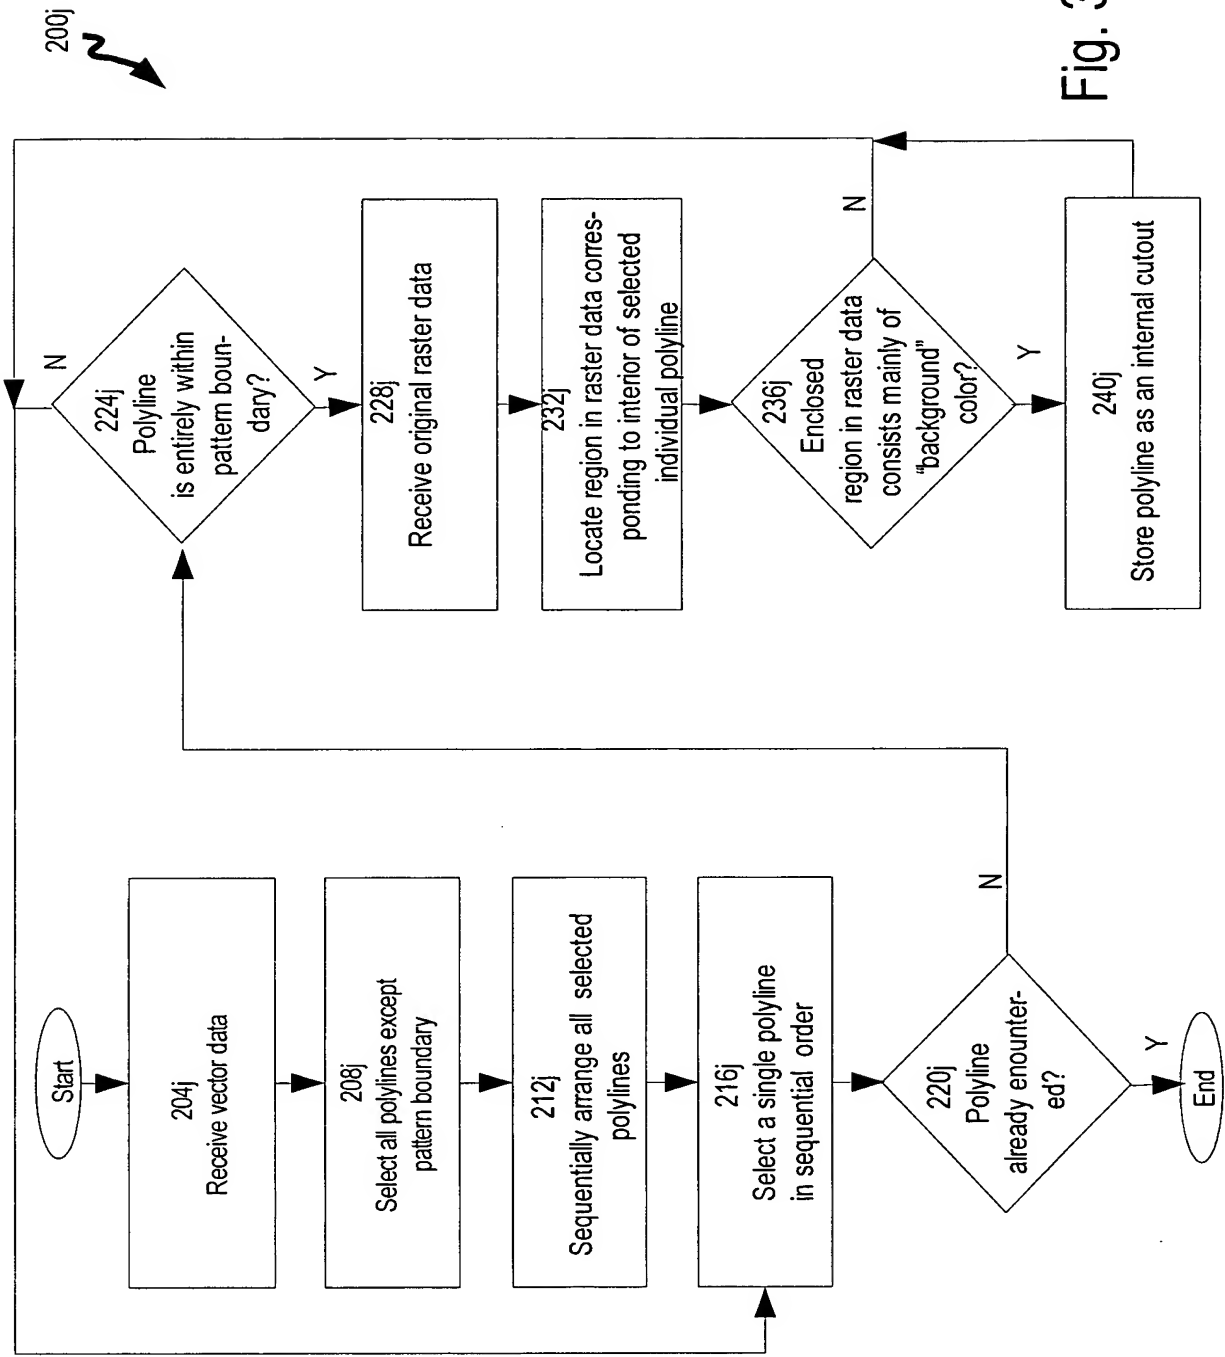 200j
Start
204j
Receive vector data
208j
Select all polylines except
pattern boundary
212j
Sequentially arrange all selected
polylines
216j
Select a single polyline
in sequential order
220j
Polyline
already enounter-
ed?
N
Y
End
224j
Polyline
is entirely within
pattern boun-
dary?
N
Y
228j
Receive original raster data
232j
Locate region in raster data corres-
ponding to interior of selected
individual polyline
236j
Enclosed
region in raster data
consists mainly of
“background”
color?
N
Y
240j
Store polyline as an internal cutout
Fig.